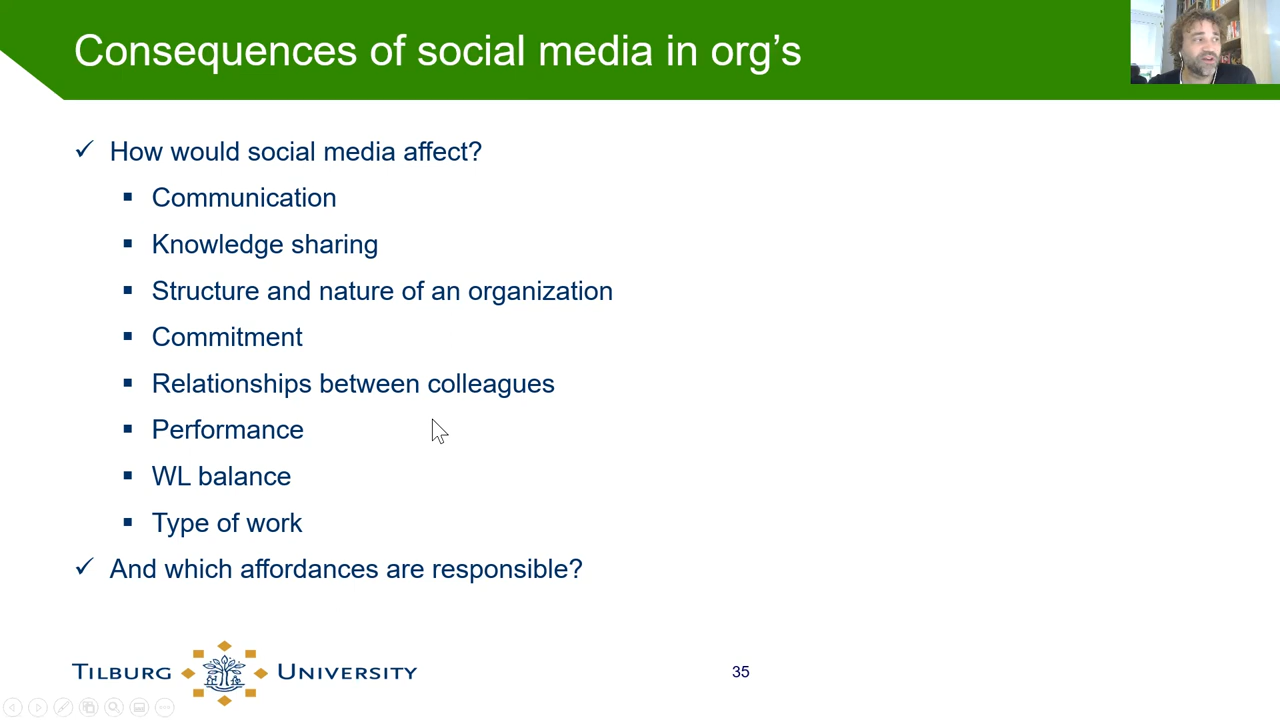 Consequences of social media in org's
How would social media affect?
Communication
Knowledge sharing
Structure and nature of an organization
Commitment
Relationships between colleagues
Performance
WL balance
Type of work
And which affordances are responsible?
TILBURG UNIVERSITY
35